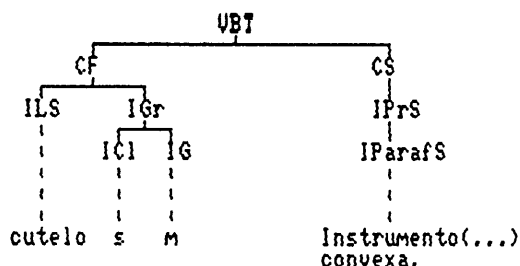 VBT
CF CS
ILS IGr IPrS
ICl IG IParafS
cutelo s m Instrumento(...)
convexa.